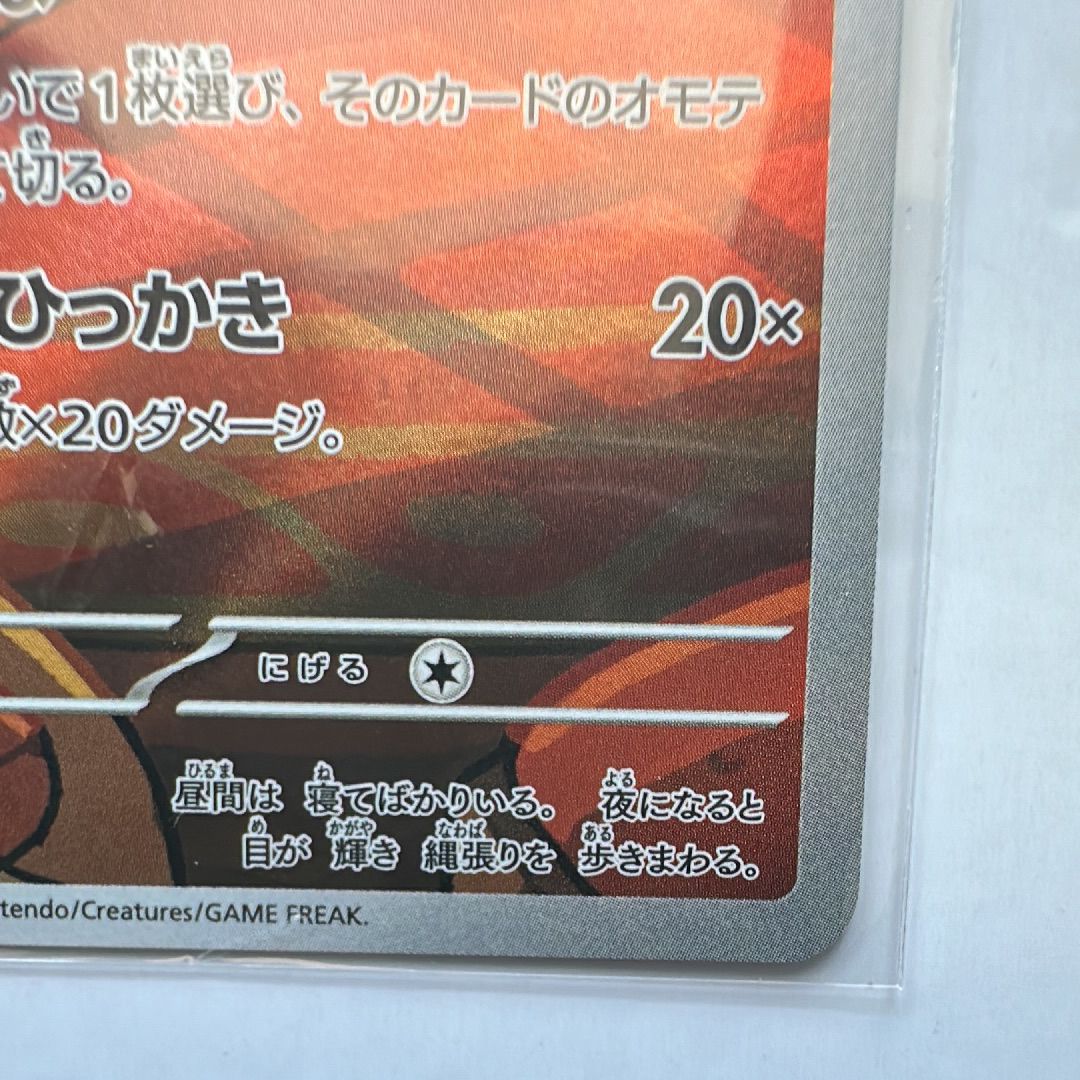 いで1枚選び、そのカードのオモテ
切る。
ひっかき 20×
数×20ダメージ。
にげる
昼間は 寝てばかりいる。 夜になると
目が 輝き 縄張りを 歩きまわる。
tendo/Creatures/GAME FREAK.